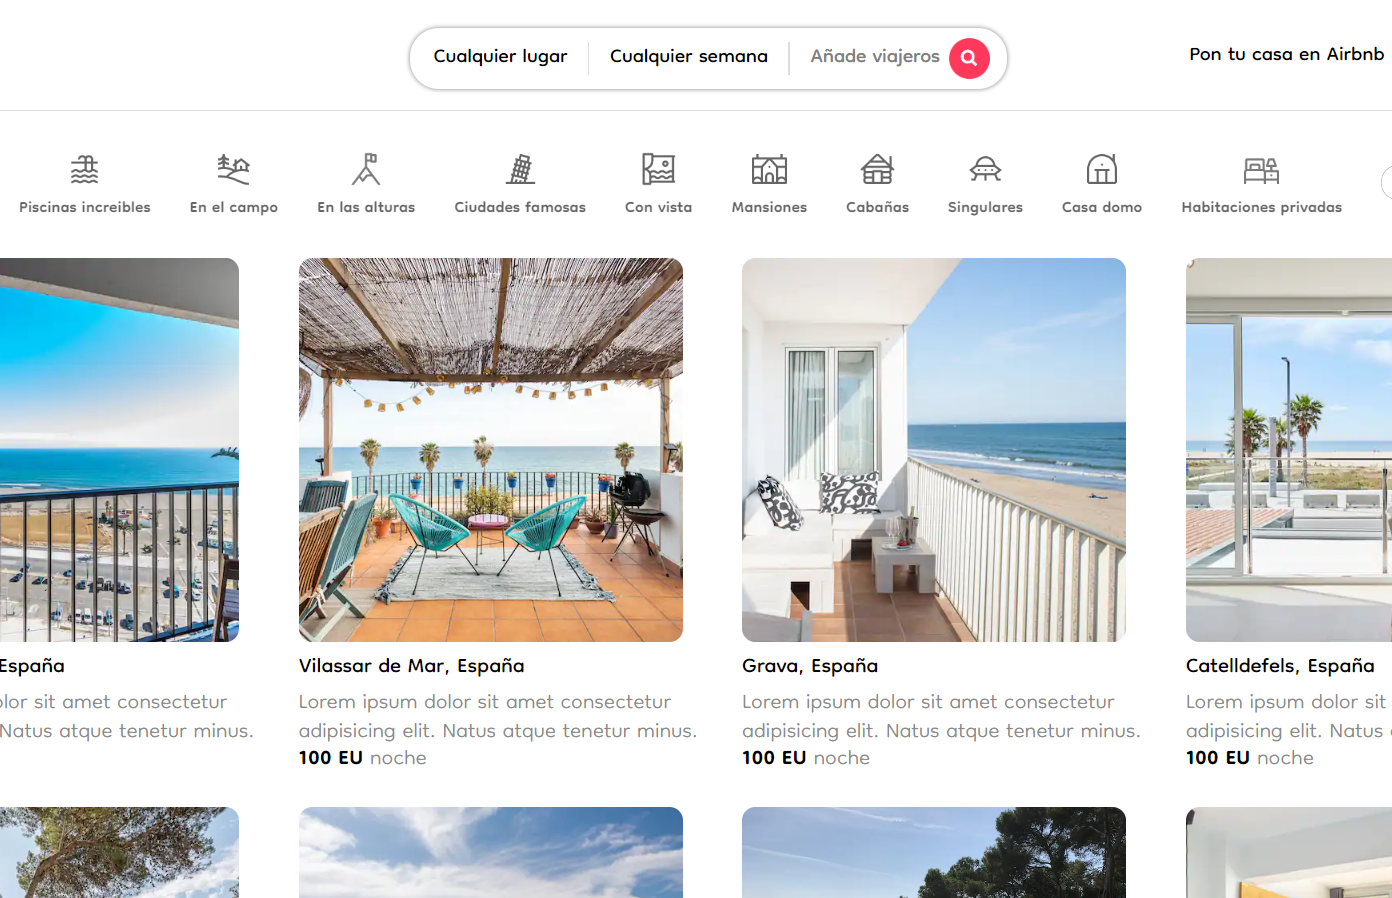 Cualquier lugar
Cualquier semana
Añade viajeros
Pon tu casa en Airbnb
Piscinas increibles
En el campo
En las alturas
Ciudades famosas
Con vista
Mansiones
Cabañas
Singulares
Casa domo
Habitaciones privadas
España
olor sit amet consectetur
Natus atque tenetur minus.
Vilassar de Mar, España
Lorem ipsum dolor sit amet consectetur
adipisicing elit. Natus atque tenetur minus.
100 EU noche
Grava, España
Lorem ipsum dolor sit amet consectetur
adipisicing elit. Natus atque tenetur minus.
100 EU noche
Catelldefels, España
Lorem ipsum dolor sit
adipisicing elit. Natus
100 EU noche